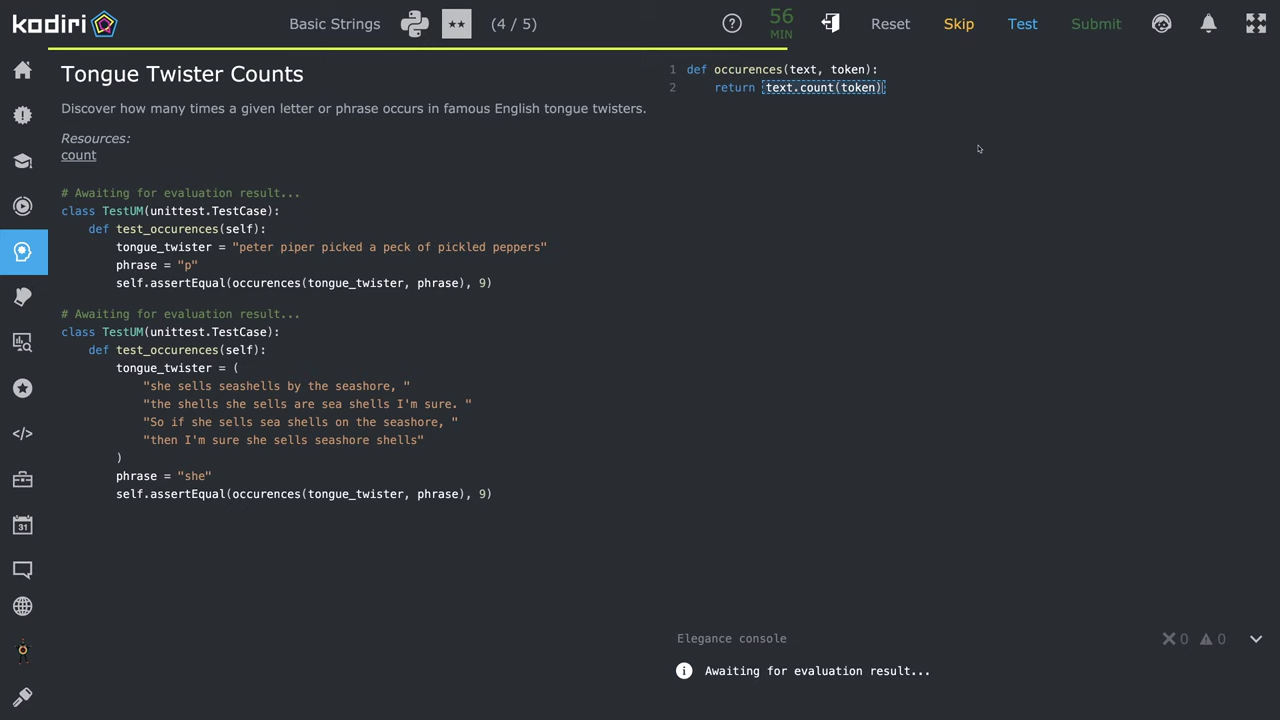 kodiri
Basic Strings
(4 / 5)
56
MIN
Reset
Skip
Test
Submit
Tongue Twister Counts
Discover how many times a given letter or phrase occurs in famous English tongue twisters.
Resources:
count
# Awaiting for evaluation result...
class TestUM(unittest.TestCase):
    def test_occurences(self):
        tongue_twister = "peter piper picked a peck of pickled peppers"
        phrase = "p"
        self.assertEqual(occurences(tongue_twister, phrase), 9)
# Awaiting for evaluation result...
class TestUM(unittest.TestCase):
    def test_occurences(self):
        tongue_twister = (
            "she sells seashells by the seashore, "
            "the shells she sells are sea shells I'm sure. "
            "So if she sells sea shells on the seashore, "
            "then I'm sure she sells seashore shells"
        )
        phrase = "she"
        self.assertEqual(occurences(tongue_twister, phrase), 9)
1 def occurences(text, token):
2     return text.count(token)
Elegance console
0
0
Awaiting for evaluation result...
31